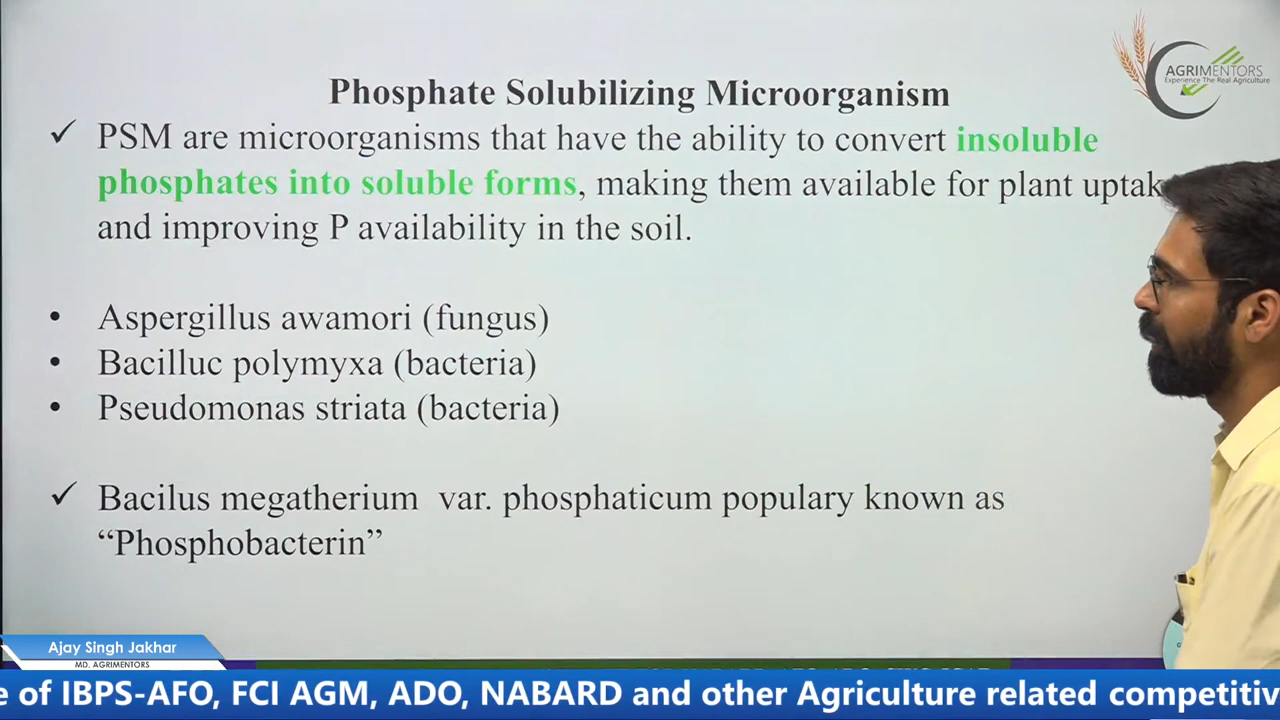 AGRIMENTORS
Experience The Real Agriculture
Phosphate Solubilizing Microorganism
✓ PSM are microorganisms that have the ability to convert insoluble
phosphates into soluble forms, making them available for plant uptak
and improving P availability in the soil.
• Aspergillus awamori (fungus)
• Bacilluc polymyxa (bacteria)
• Pseudomonas striata (bacteria)
✓ Bacilus megatherium var. phosphaticum populary known as
“Phosphobacterin”
AGRIMENTORS
Ajay Singh Jakhar
MD. AGRIMENTORS
e of IBPS-AFO, FCI AGM, ADO, NABARD and other Agriculture related competitiv